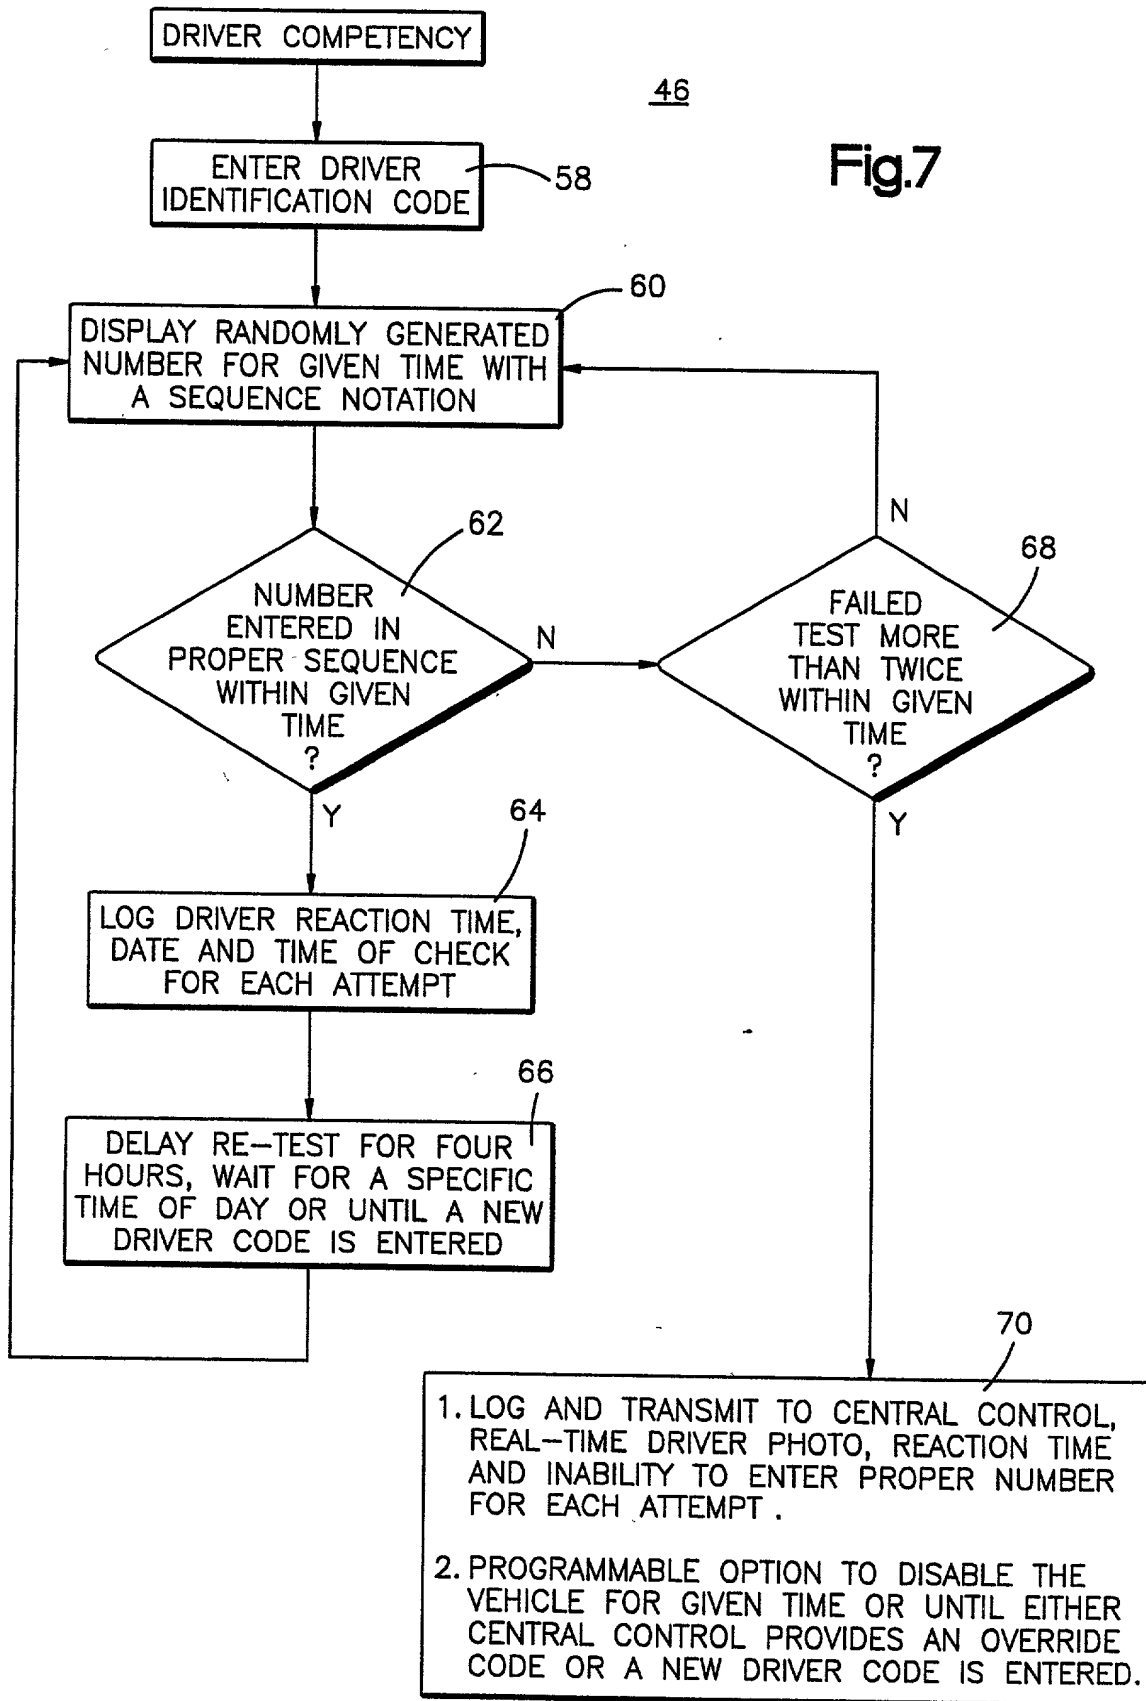 DRIVER COMPETENCY
46
Fig.7
ENTER DRIVER
IDENTIFICATION CODE
58
60
DISPLAY RANDOMLY GENERATED
NUMBER FOR GIVEN TIME WITH
A SEQUENCE NOTATION
62
NUMBER
ENTERED IN
PROPER SEQUENCE
WITHIN GIVEN
TIME
?
N
Y
68
FAILED
TEST MORE
THAN TWICE
WITHIN GIVEN
TIME
?
N
Y
64
LOG DRIVER REACTION TIME,
DATE AND TIME OF CHECK
FOR EACH ATTEMPT
66
DELAY RE-TEST FOR FOUR
HOURS, WAIT FOR A SPECIFIC
TIME OF DAY OR UNTIL A NEW
DRIVER CODE IS ENTERED
70
1. LOG AND TRANSMIT TO CENTRAL CONTROL,
REAL-TIME DRIVER PHOTO, REACTION TIME
AND INABILITY TO ENTER PROPER NUMBER
FOR EACH ATTEMPT .
2. PROGRAMMABLE OPTION TO DISABLE THE
VEHICLE FOR GIVEN TIME OR UNTIL EITHER
CENTRAL CONTROL PROVIDES AN OVERRIDE
CODE OR A NEW DRIVER CODE IS ENTERED.